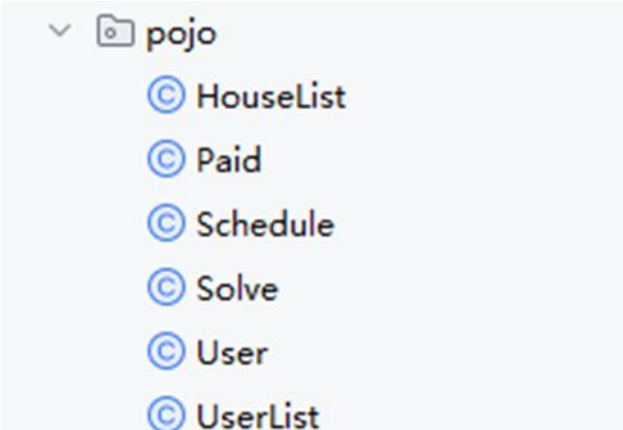 pojo
HouseList
Paid
Schedule
Solve
User
UserList